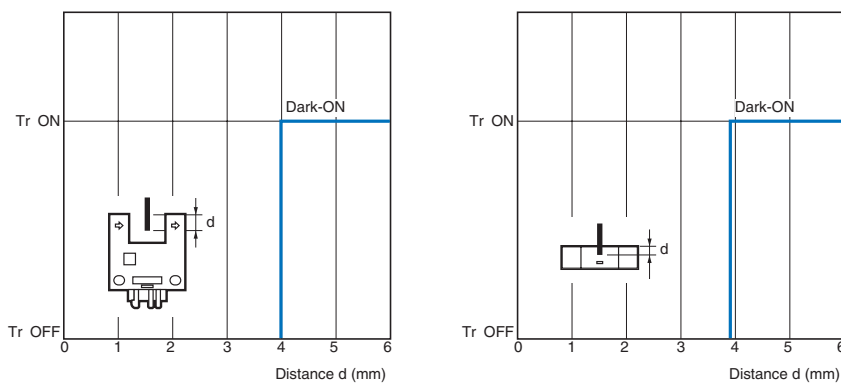 Dark-ON
Tr ON
d
Tr OFF
0 1 2 3 4 5 6
Distance d (mm)
Dark-ON
Tr ON
d
Tr OFF
0 1 2 3 4 5 6
Distance d (mm)